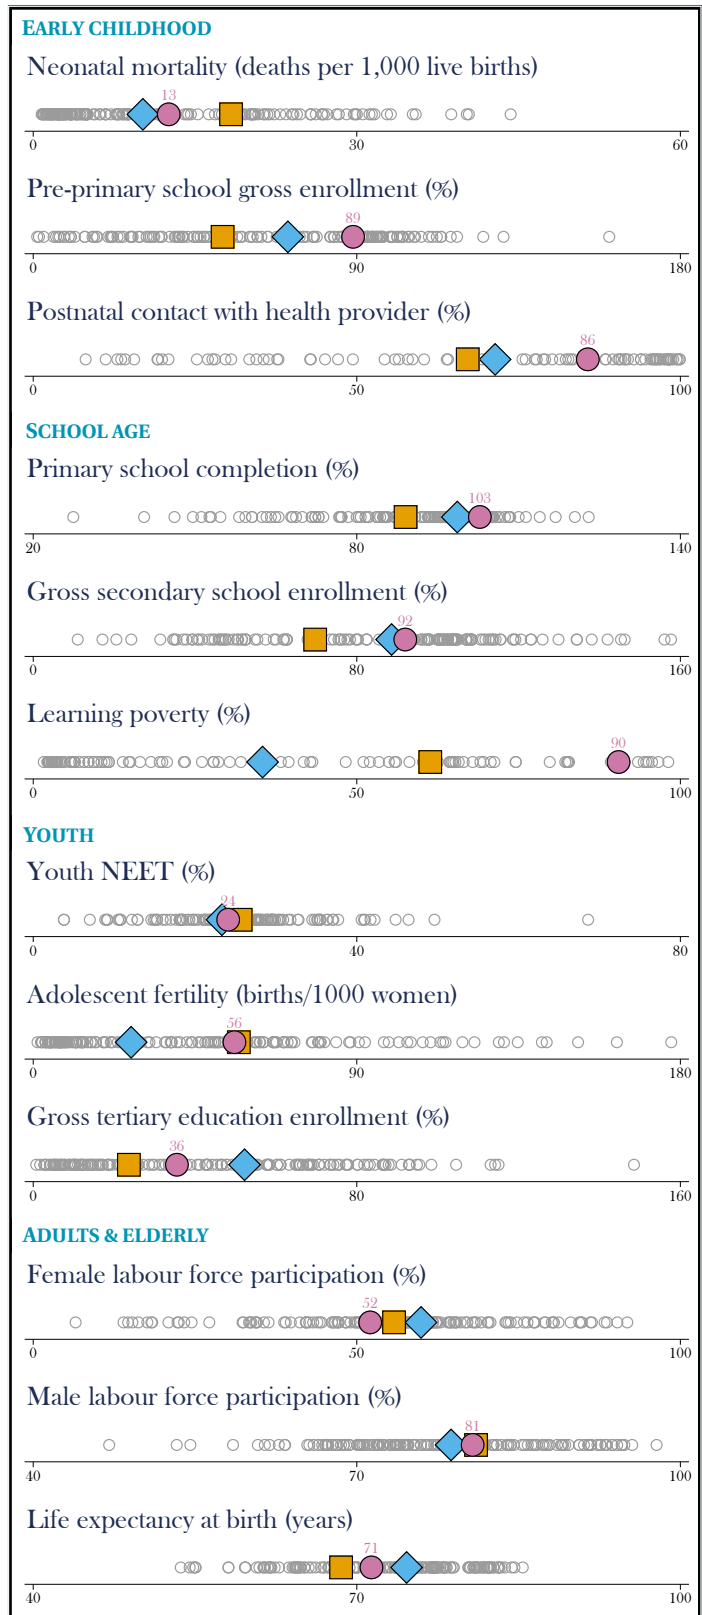 EARLY CHILDHOOD
Neonatal mortality (deaths per 1,000 live births)
13
0 30 60
Pre-primary school gross enrollment (%)
89
0 90 180
Postnatal contact with health provider (%)
86
0 50 100
SCHOOL AGE
Primary school completion (%)
103
20 80 140
Gross secondary school enrollment (%)
92
0 80 160
Learning poverty (%)
90
0 50 100
YOUTH
Youth NEET (%)
24
0 40 80
Adolescent fertility (births/1000 women)
56
0 90 180
Gross tertiary education enrollment (%)
36
0 80 160
ADULTS & ELDERLY
Female labour force participation (%)
52
0 50 100
Male labour force participation (%)
81
40 70 100
Life expectancy at birth (years)
71
40 70 100